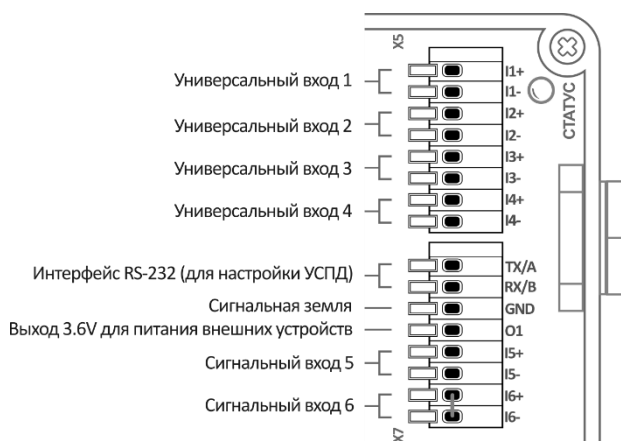 X5
Универсальный вход 1
I1+
I1-
СТАТУС
Универсальный вход 2
I2+
I2-
Универсальный вход 3
I3+
I3-
Универсальный вход 4
I4+
I4-
Интерфейс RS-232 (для настройки УСПД)
TX/A
RX/B
Сигнальная земля
GND
Выход 3.6V для питания внешних устройств
O1
Сигнальный вход 5
I5+
I5-
Сигнальный вход 6
I6+
I6-
X7